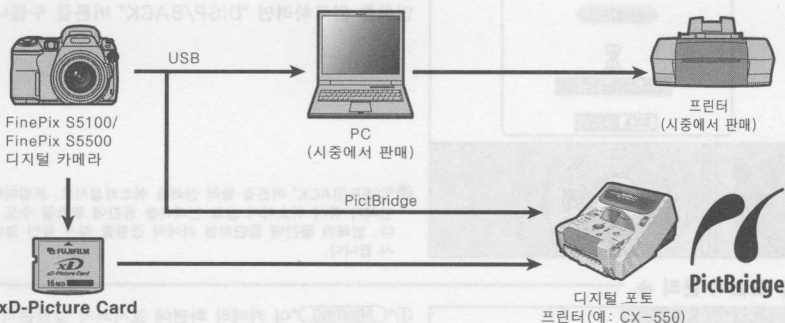 USB
FinePix S5100/
FinePix S5500
디지털 카메라
PC
(시중에서 판매)
프린터
(시중에서 판매)
PictBridge
FUJIFILM
xD
xD-Picture Card
16MB
xD-Picture Card
디지털 포토
프린터(예: CX-550)
PictBridge